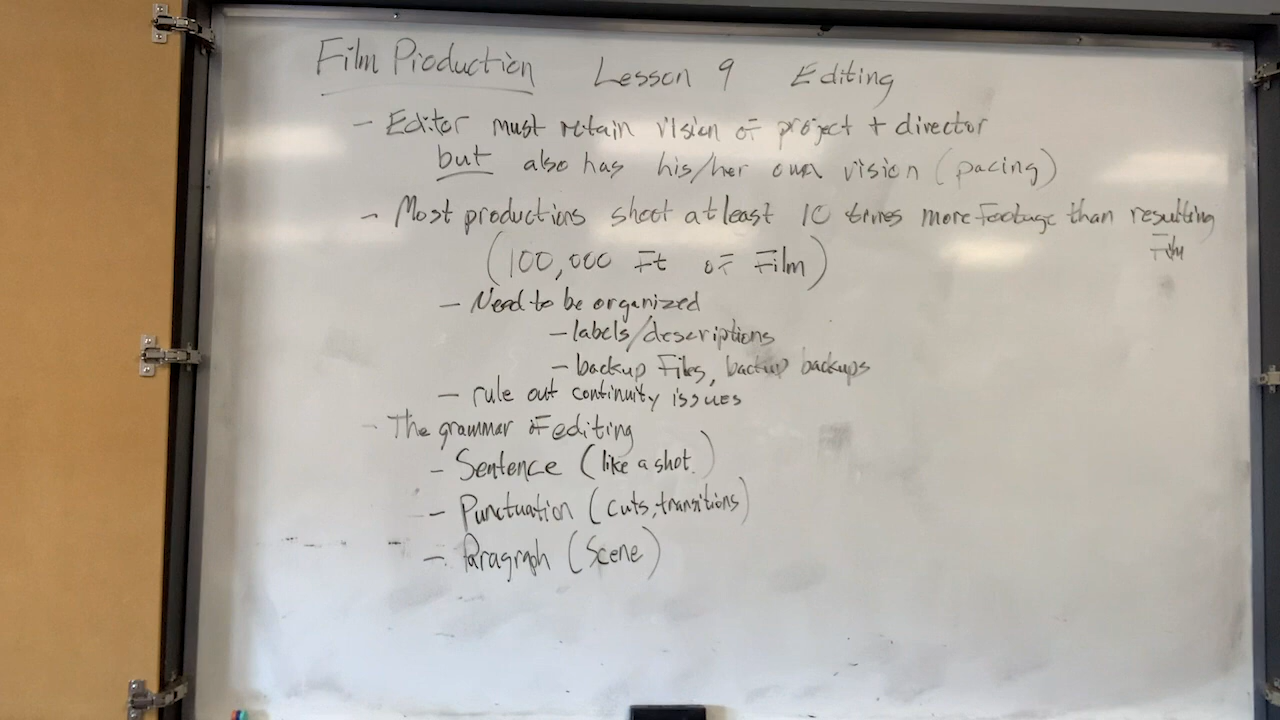 Film Production Lesson 9 Editing
- Editor must retain vision of project + director
but also has his/her own vision (pacing)
- Most productions shoot at least 10 times more footage than resulting
Film
(100,000 Ft of Film)
- Need to be organized
- labels/descriptions
- backup Files, backup backups
- rule out continuity issues
- The grammar of editing
- Sentence (like a shot)
- Punctuation (cuts, transitions)
- Paragraph (Scene)